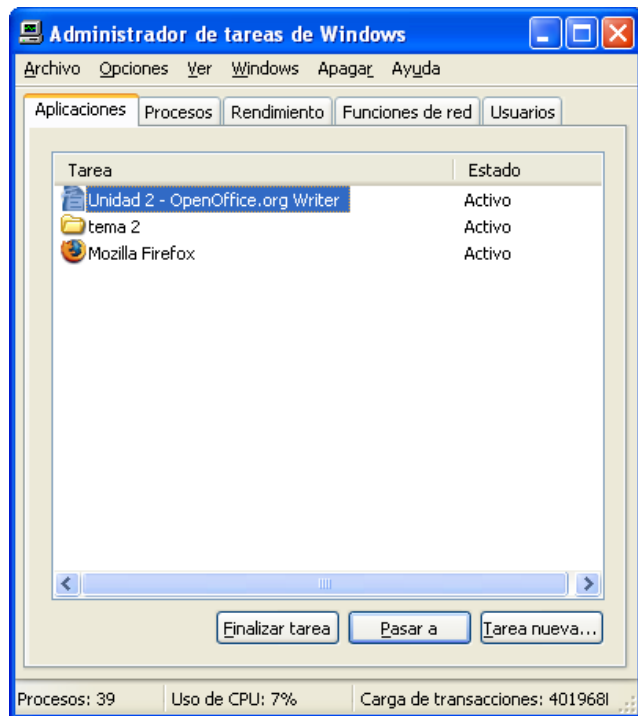 Administrador de tareas de Windows
Archivo Opciones Ver Windows Apagar Ayuda
Aplicaciones Procesos Rendimiento Funciones de red Usuarios
Tarea Estado
Unidad 2 - OpenOffice.org Writer Activo
tema 2 Activo
Mozilla Firefox Activo
Finalizar tarea Pasar a Tarea nueva...
Procesos: 39 Uso de CPU: 7% Carga de transacciones: 401968